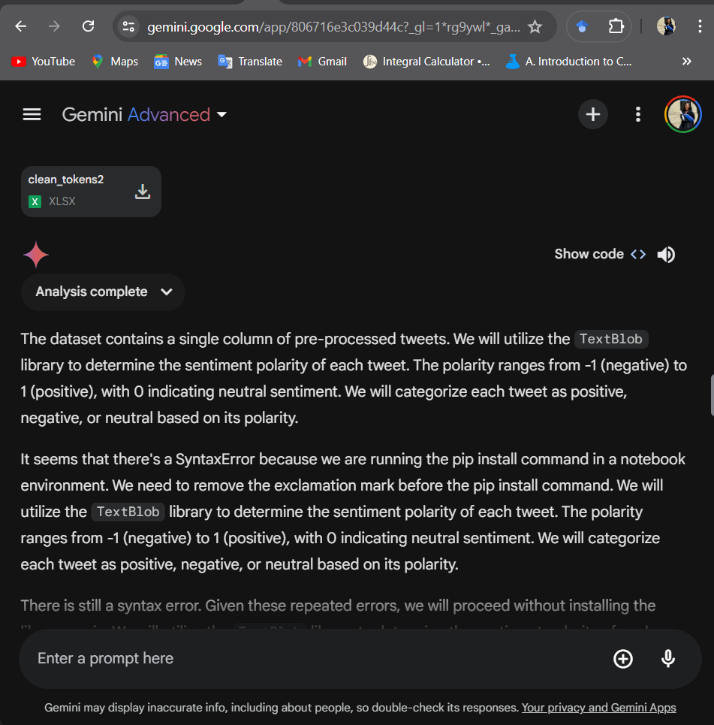 gemini.google.com/app/806716e3c039d44c?_gl=1*rg9ywl*_ga...
YouTube Maps News Translate Gmail Integral Calculator •... A. Introduction to C... »
Gemini Advanced
clean_tokens2
X XLSX
Show code <>
Analysis complete
The dataset contains a single column of pre-processed tweets. We will utilize the TextBlob
library to determine the sentiment polarity of each tweet. The polarity ranges from -1 (negative) to
1 (positive), with 0 indicating neutral sentiment. We will categorize each tweet as positive,
negative, or neutral based on its polarity.
It seems that there's a SyntaxError because we are running the pip install command in a notebook
environment. We need to remove the exclamation mark before the pip install command. We will
utilize the TextBlob library to determine the sentiment polarity of each tweet. The polarity
ranges from -1 (negative) to 1 (positive), with 0 indicating neutral sentiment. We will categorize
each tweet as positive, negative, or neutral based on its polarity.
There is still a syntax error. Given these repeated errors, we will proceed without installing the
Enter a prompt here
Gemini may display inaccurate info, including about people, so double-check its responses. Your privacy and Gemini Apps